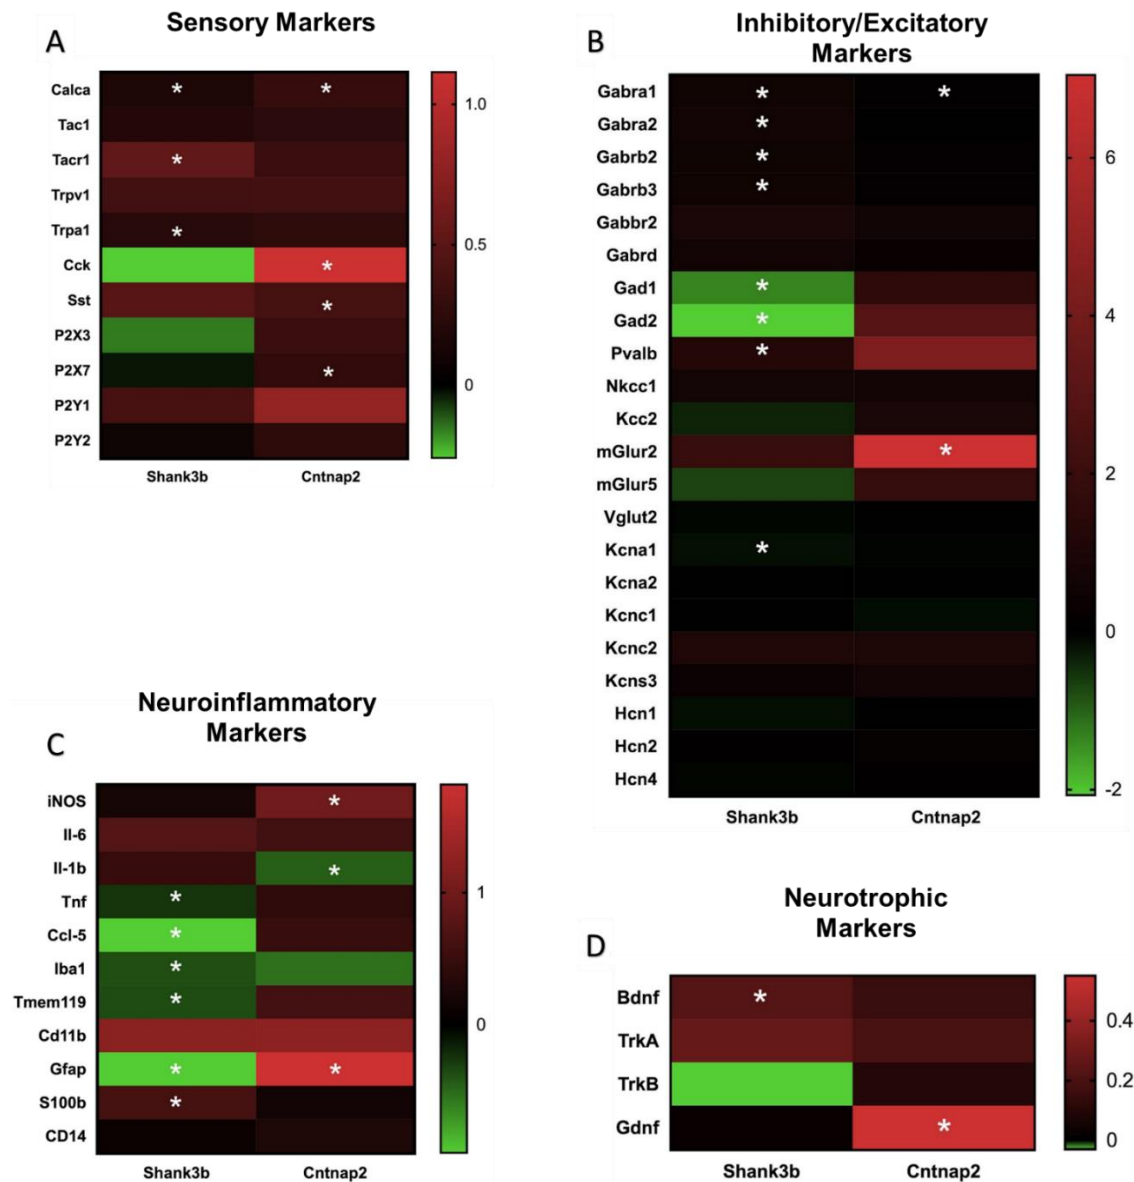 A
Sensory Markers
Calca * *
Tac1
Tacr1 *
Trpv1
Trpa1 *
Cck *
Sst *
P2X3
P2X7 *
P2Y1
P2Y2
Shank3b Cntnap2
1.0
0.5
0
B
Inhibitory/Excitatory
Markers
Gabra1 * *
Gabra2 *
Gabrb2 *
Gabrb3 *
Gabbr2
Gabrd
Gad1 *
Gad2 *
Pvalb *
Nkcc1
Kcc2
mGlur2 *
mGlur5
Vglut2
Kcna1 *
Kcna2
Kcnc1
Kcnc2
Kcns3
Hcn1
Hcn2
Hcn4
Shank3b Cntnap2
6
4
2
0
-2
C
Neuroinflammatory
Markers
iNOS *
Il-6
Il-1b *
Tnf *
Ccl-5 *
Iba1 *
Tmem119 *
Cd11b
Gfap * *
S100b *
CD14
Shank3b Cntnap2
1
0
D
Neurotrophic
Markers
Bdnf *
TrkA
TrkB
Gdnf *
Shank3b Cntnap2
0.4
0.2
0